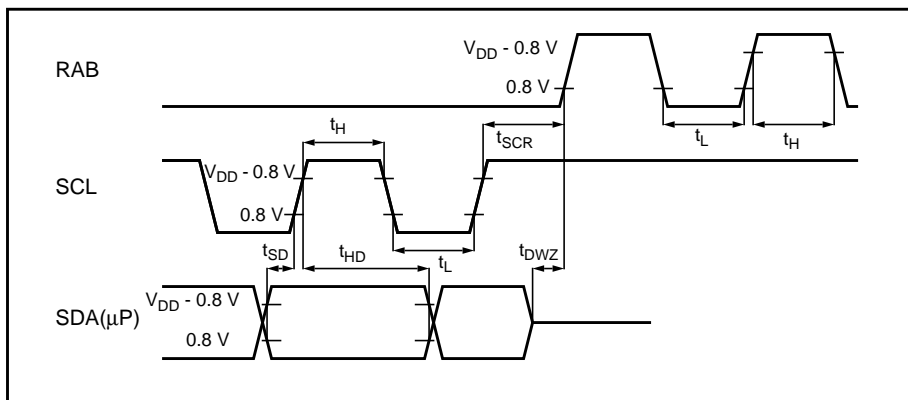 RAB
V_DD - 0.8 V
0.8 V
t_H
t_SCR
t_L
t_H
SCL
V_DD - 0.8 V
0.8 V
t_SD
t_HD
t_L
t_DWZ
SDA(μP)
V_DD - 0.8 V
0.8 V